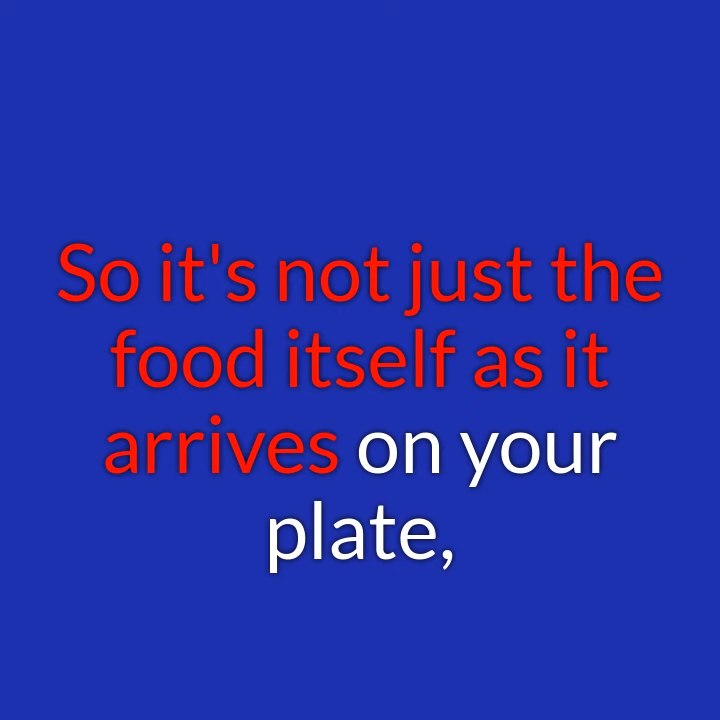 So it's not just the
food itself as it
arrives on your
plate,